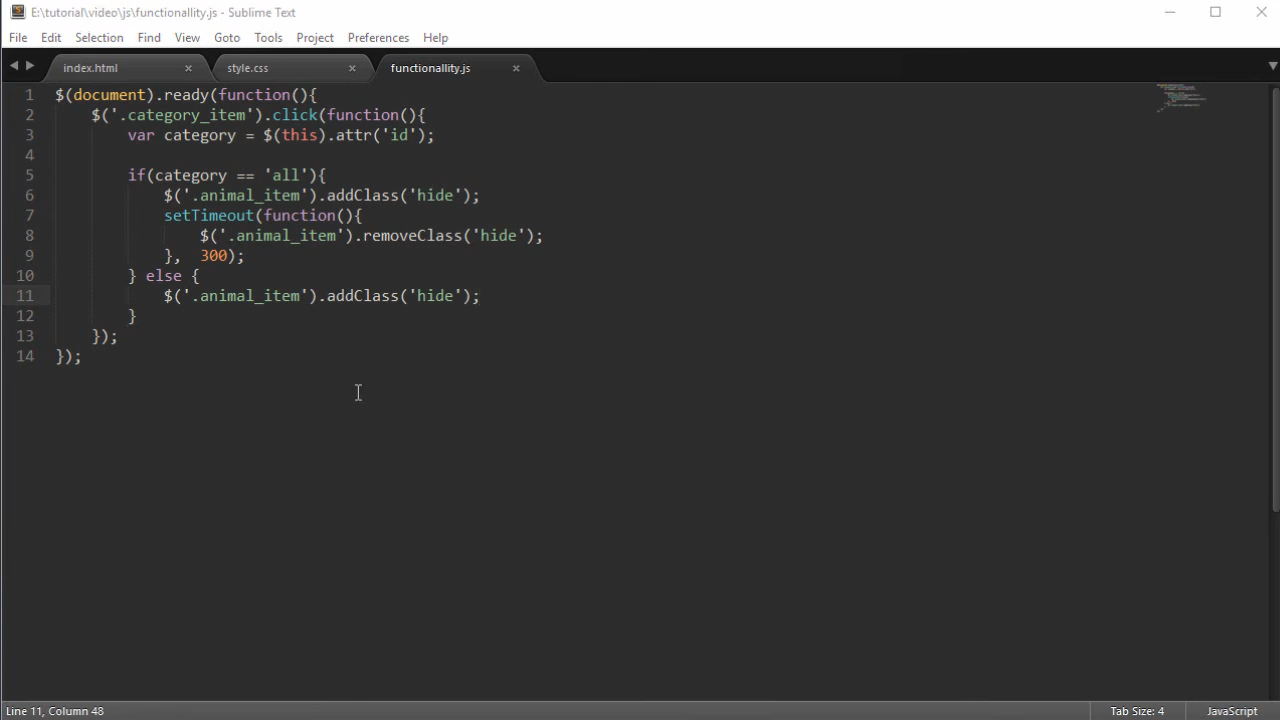 E:\tutorial\video\js\functionallity.js - Sublime Text
File Edit Selection Find View Goto Tools Project Preferences Help
index.html × style.css × functionallity.js ×
1 $(document).ready(function(){
2 $('.category_item').click(function(){
3 var category = $(this).attr('id');
4
5 if(category == 'all'){
6 $('.animal_item').addClass('hide');
7 setTimeout(function(){
8 $('.animal_item').removeClass('hide');
9 }, 300);
10 } else {
11 $('.animal_item').addClass('hide');
12 }
13 });
14 });
Line 11, Column 48 Tab Size: 4 JavaScript